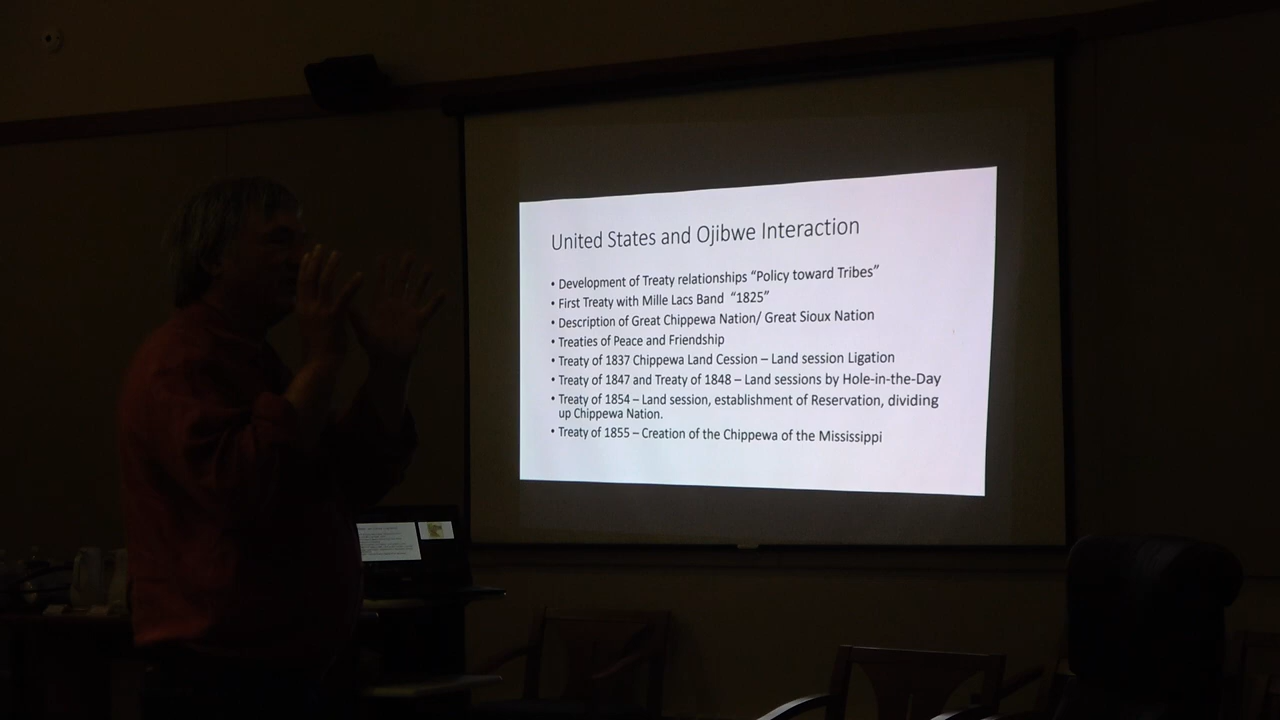 United States and Ojibwe Interaction
• Development of Treaty relationships “Policy toward Tribes”
• First Treaty with Mille Lacs Band “1825”
• Description of Great Chippewa Nation/ Great Sioux Nation
• Treaties of Peace and Friendship
• Treaty of 1837 Chippewa Land Cession – Land session Ligation
• Treaty of 1847 and Treaty of 1848 – Land sessions by Hole-in-the-Day
• Treaty of 1854 – Land session, establishment of Reservation, dividing
up Chippewa Nation.
• Treaty of 1855 – Creation of the Chippewa of the Mississippi